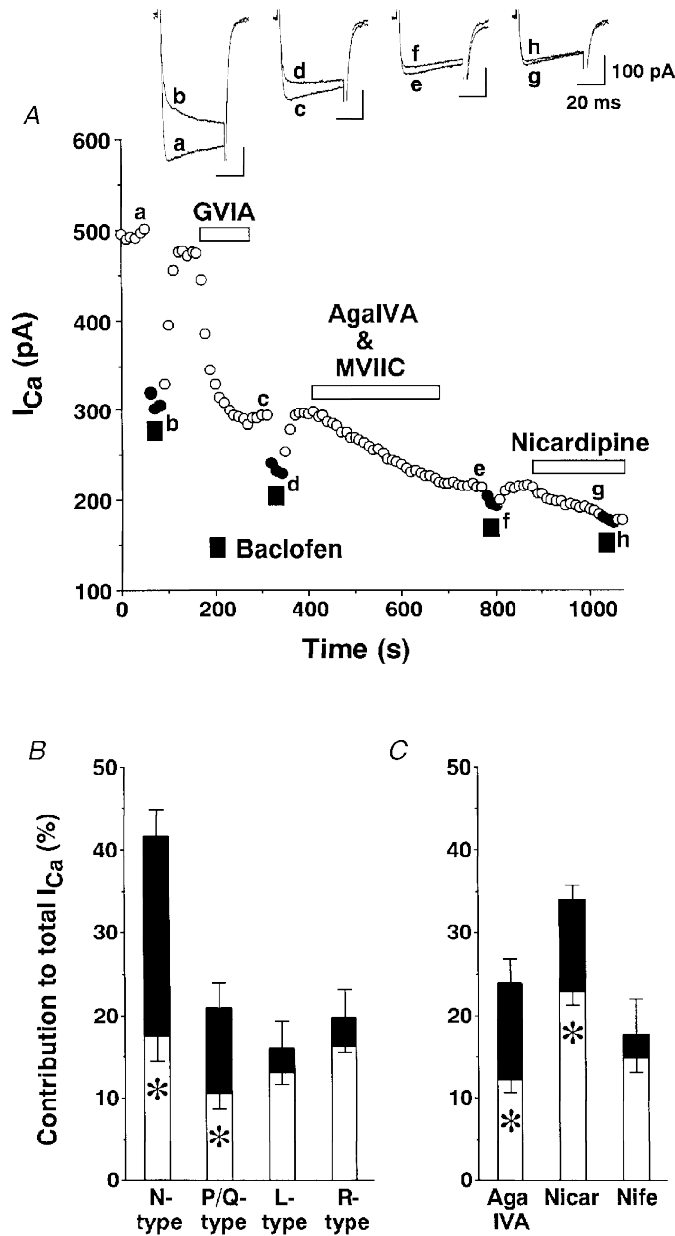 b
a
d
c
f
e
h
g
100 pA
20 ms
A
600
500
400
300
200
100
I_Ca (pA)
a
GVIA
b
AgaIVA
&
MVIIC
c
d
Nicardipine
e
f
g
h
Baclofen
0
200
400
600
800
1000
Time (s)
B
C
50
40
30
20
10
0
Contribution to total I_Ca (%)
*
*
N-
type
P/Q-
type
L-
type
R-
type
50
40
30
20
10
0
*
*
Aga
IVA
Nicar
Nife